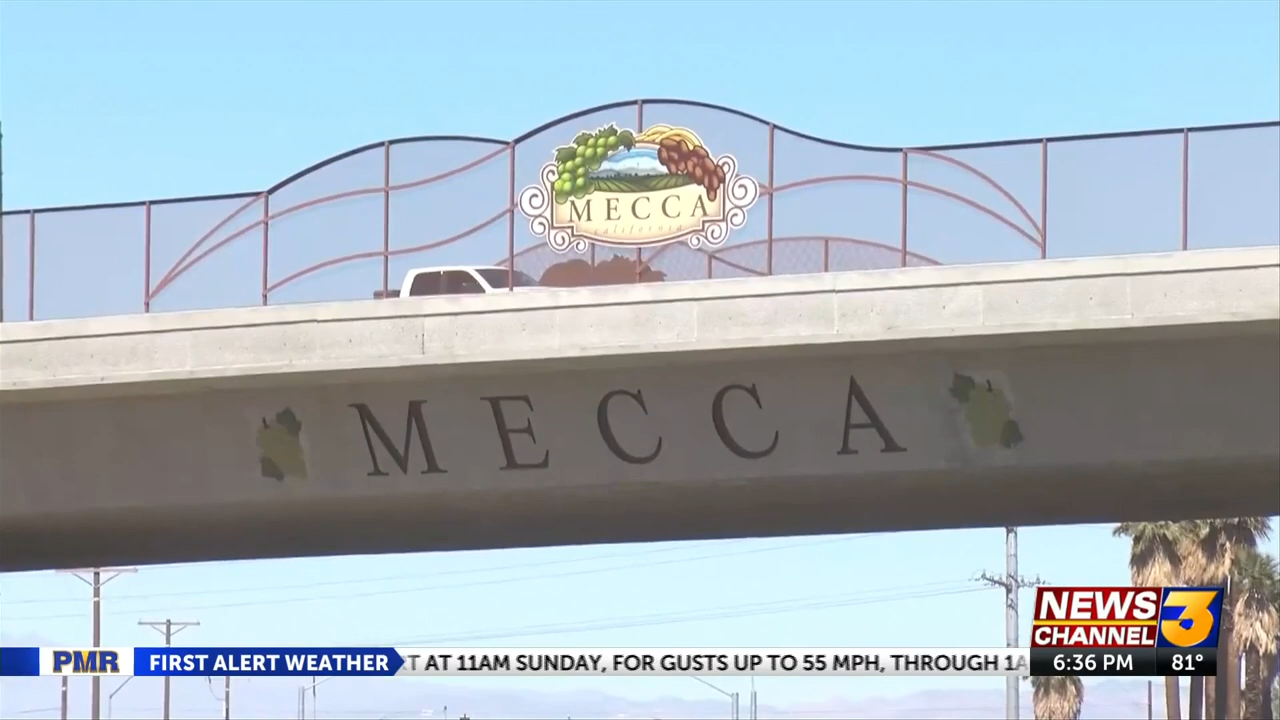 MECCA
California
MECCA
NEWS
CHANNEL 3
6:36 PM 81°
PMR FIRST ALERT WEATHER T AT 11AM SUNDAY, FOR GUSTS UP TO 55 MPH, THROUGH 1A